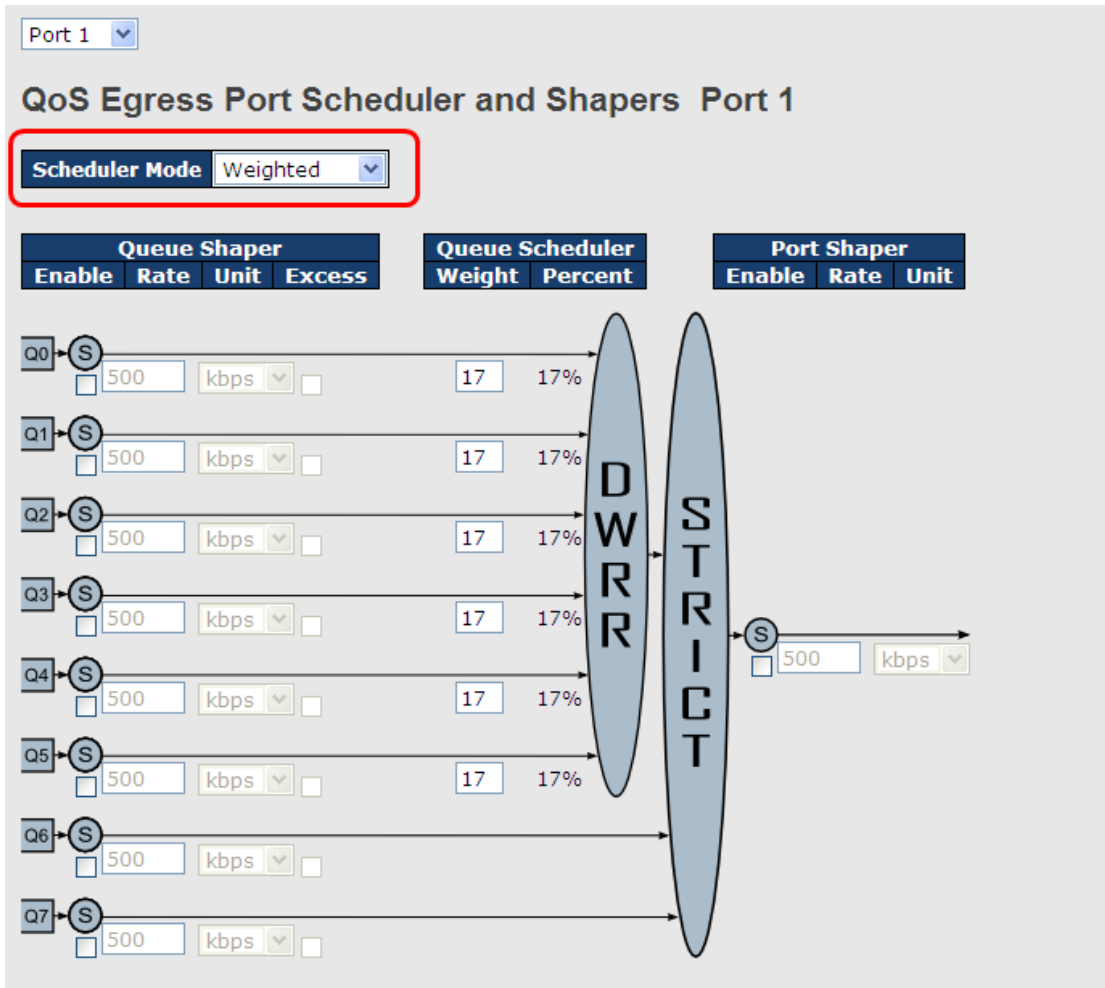 Port 1
QoS Egress Port Scheduler and Shapers Port 1
Scheduler Mode Weighted
Queue Shaper Queue Scheduler Port Shaper
Enable Rate Unit Excess Weight Percent Enable Rate Unit
Q0 S
500 kbps 17 17%
Q1 S
500 kbps 17 17%
Q2 S
500 kbps 17 17%
Q3 S
500 kbps 17 17%
Q4 S
500 kbps 17 17%
Q5 S
500 kbps 17 17%
Q6 S
500 kbps
Q7 S
500 kbps
DWRR
STRICT
S
500 kbps